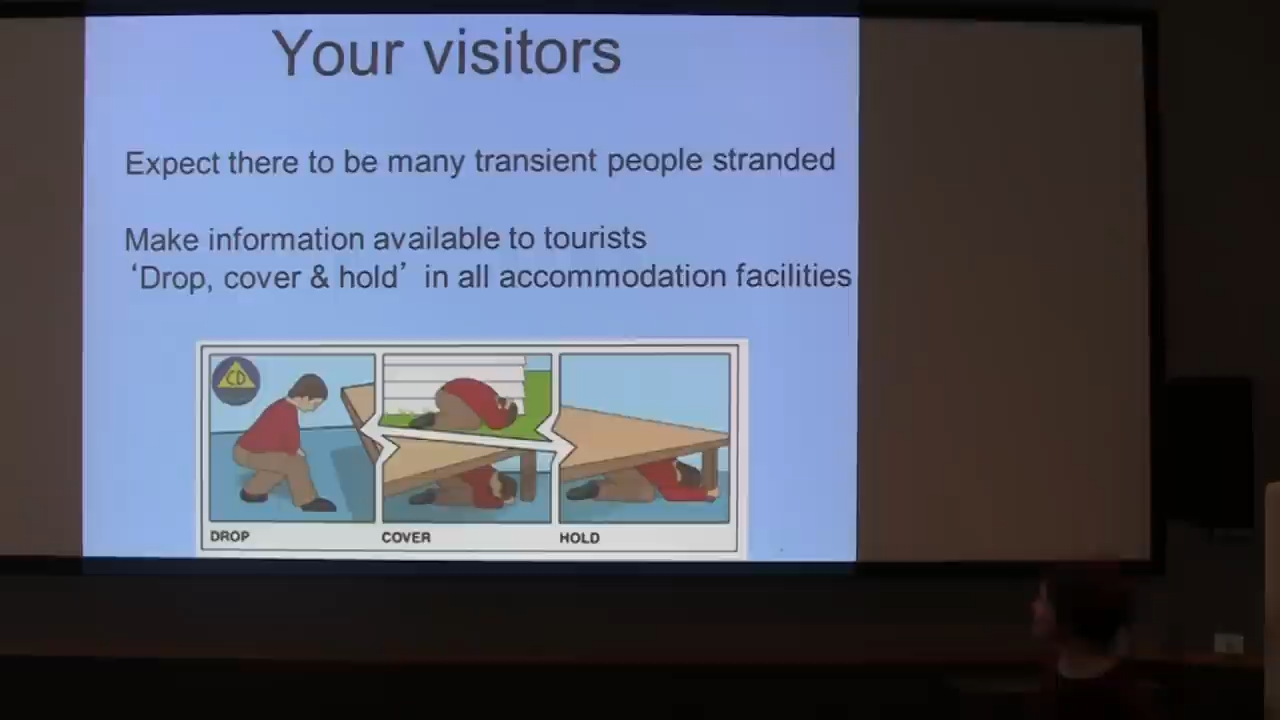 Your visitors
Expect there to be many transient people stranded
Make information available to tourists
‘Drop, cover & hold’ in all accommodation facilities
CD
DROP
COVER
HOLD